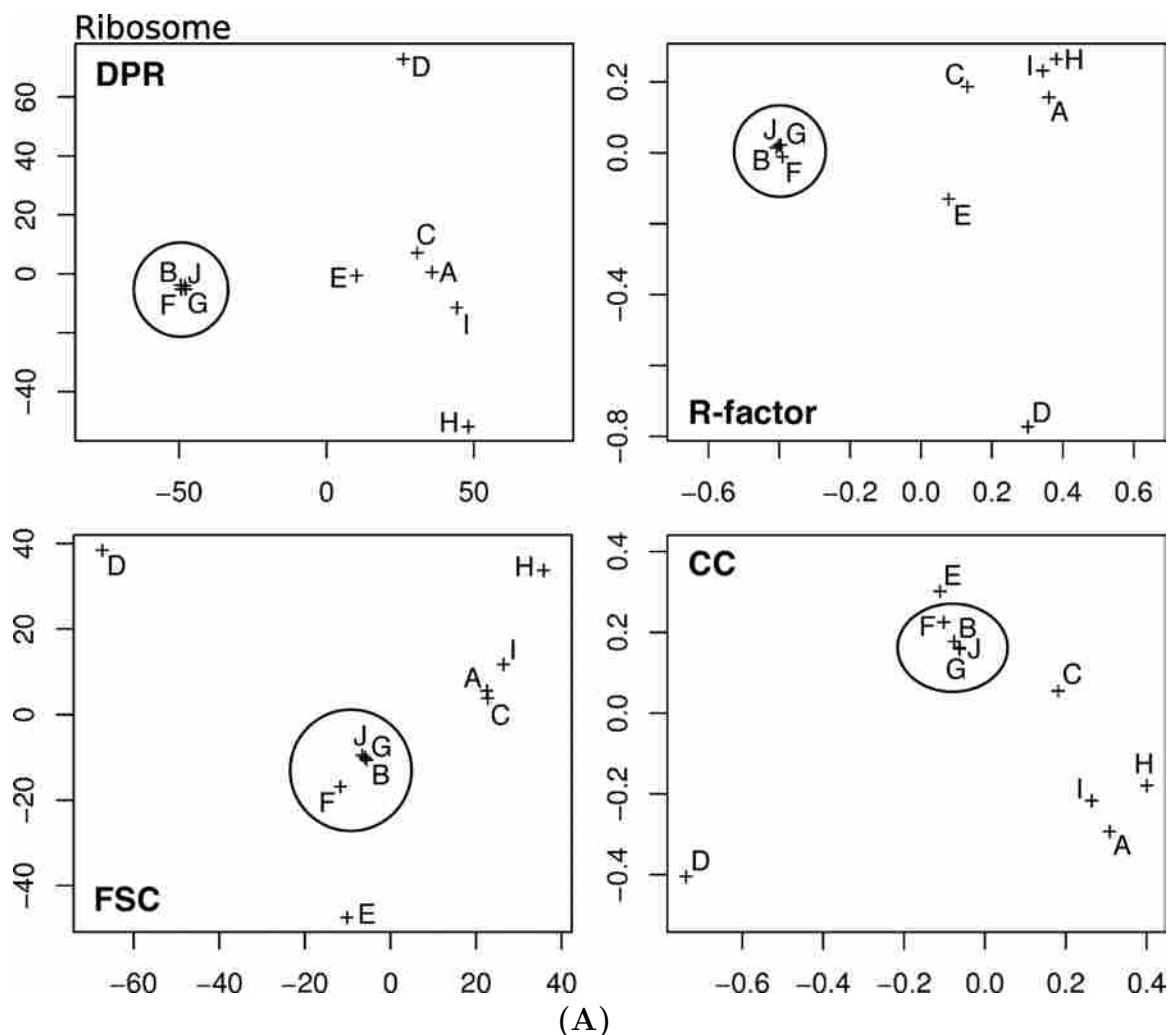 Ribosome
DPR
D
C
A
E
B J
F G
I
H
60
20
0
−40
−50 0 50
I H
C A
J G
B F
E
D
R-factor
0.2
0.0
−0.4
−0.8
−0.6 −0.2 0.0 0.2 0.4 0.6
D
H
I
A
C
J G
B
F
E
FSC
40
20
0
−20
−40
−60 −40 −20 0 20 40
CC
E
F B
J
G
C
H
I
A
D
0.4
0.2
0.0
−0.2
−0.4
−0.6 −0.4 −0.2 0.0 0.2 0.4
(A)